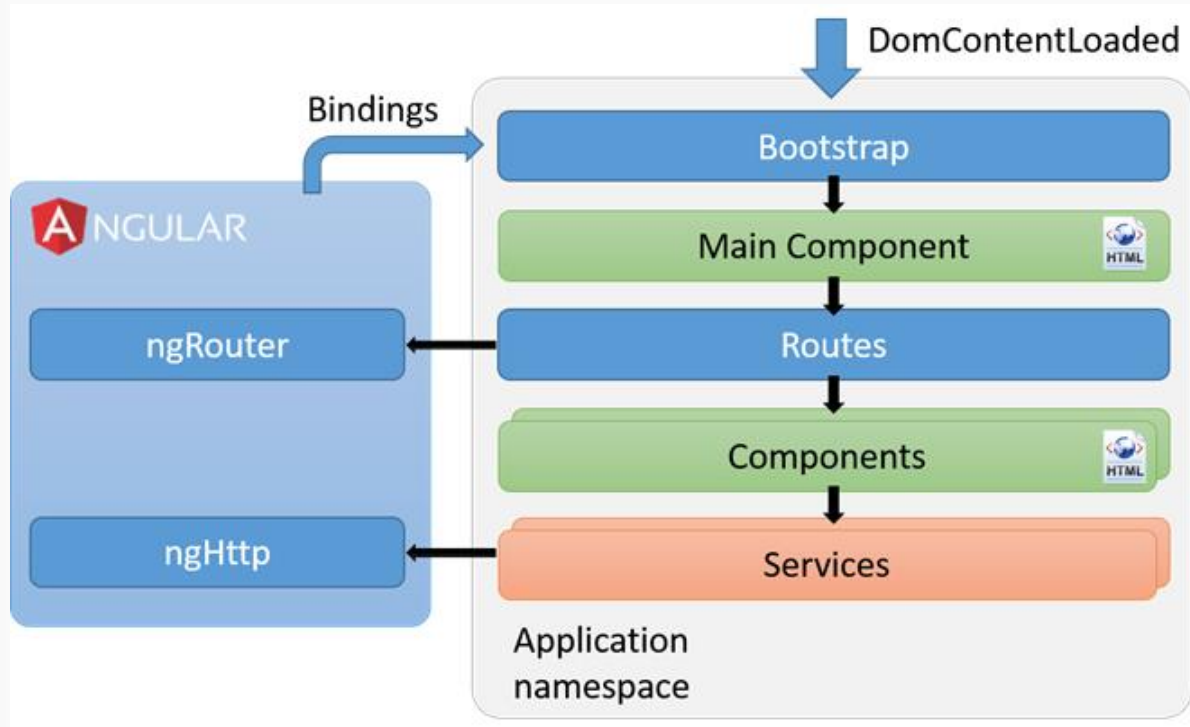 DomContentLoaded
Bindings
Bootstrap
ANGULAR
Main Component
HTML
ngRouter
Routes
Components
HTML
ngHttp
Services
Application
namespace